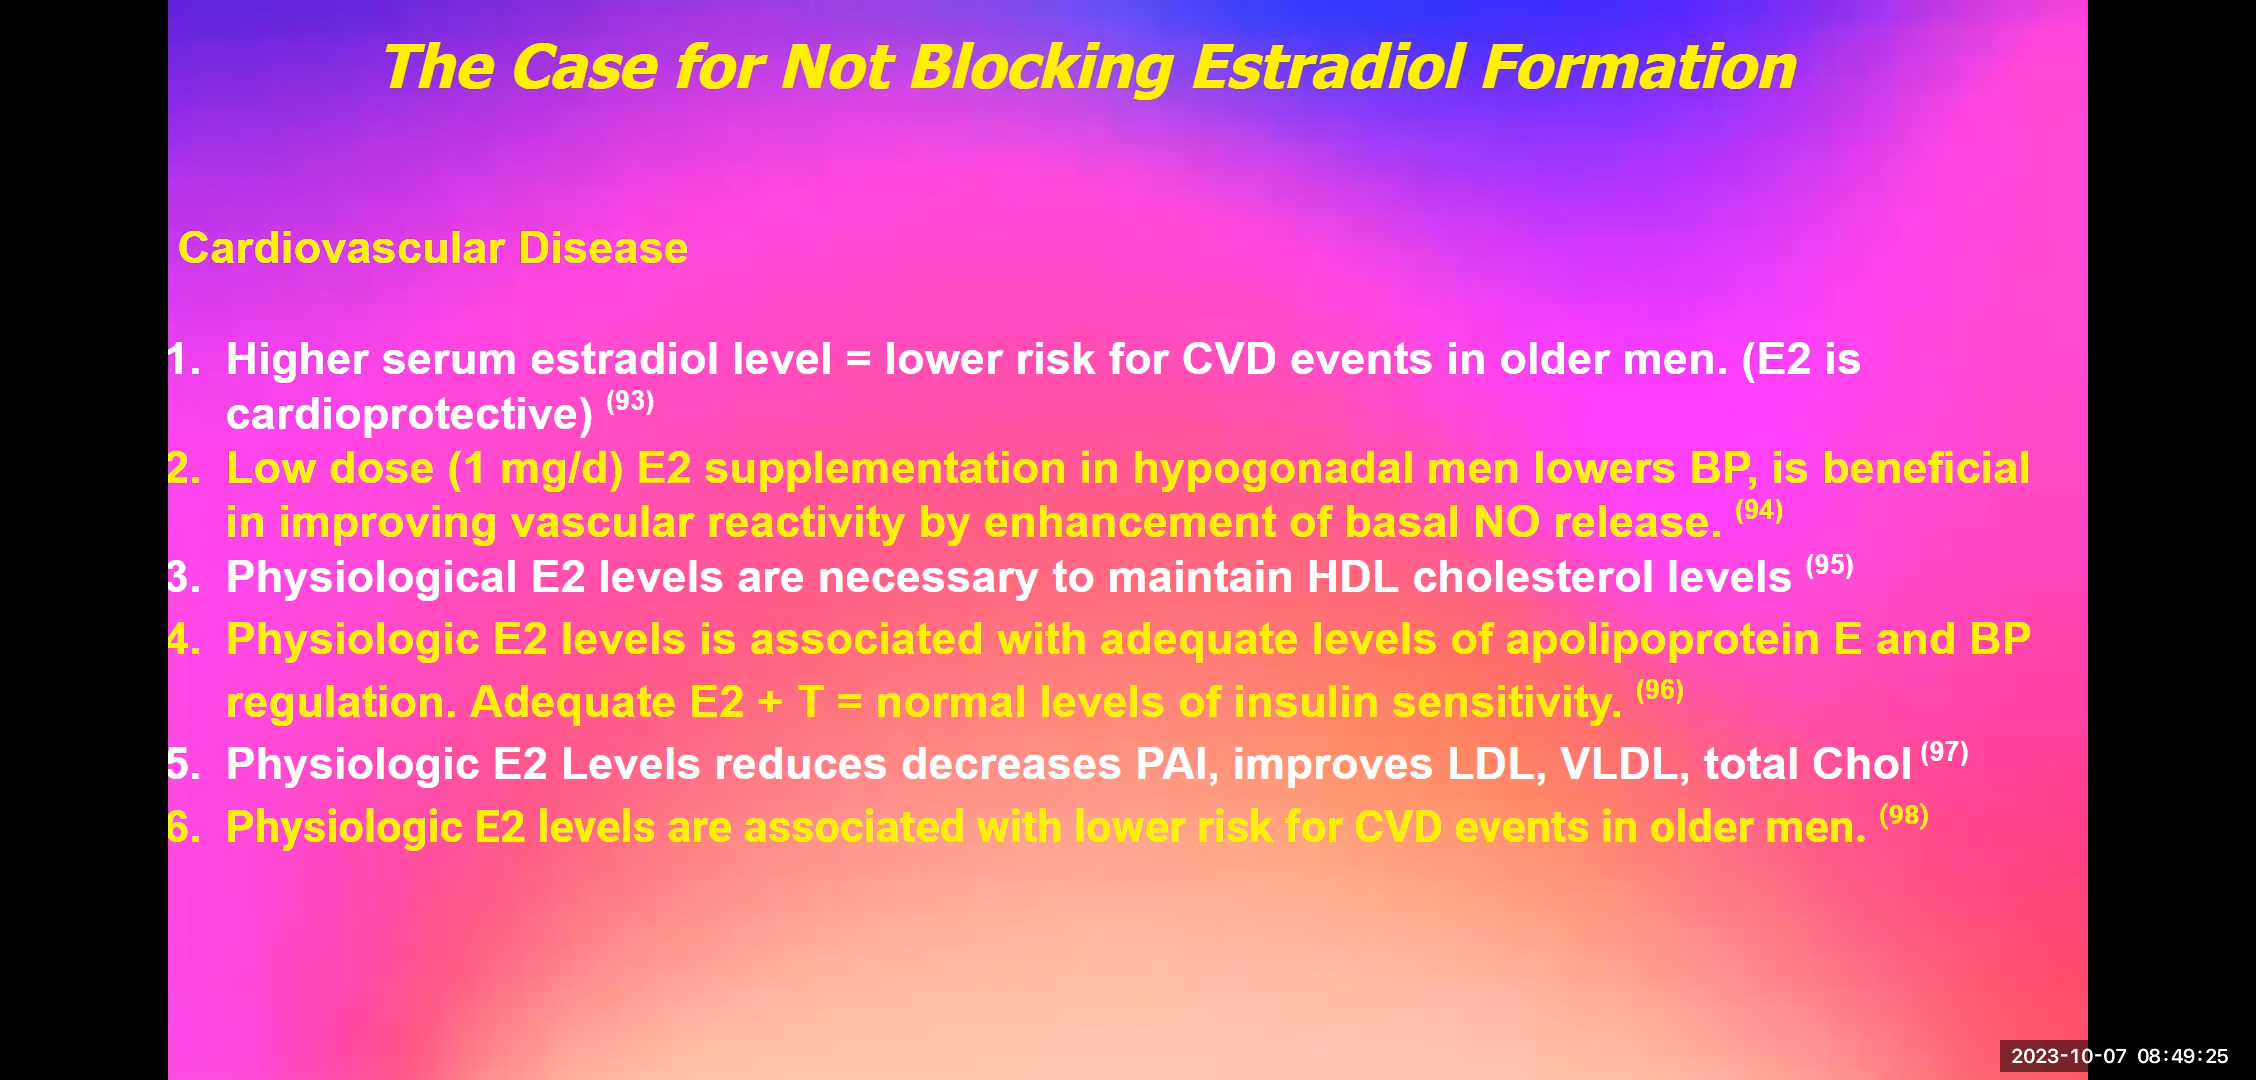 The Case for Not Blocking Estradiol Formation
Cardiovascular Disease
1. Higher serum estradiol level = lower risk for CVD events in older men. (E2 is
cardioprotective) (93)
2. Low dose (1 mg/d) E2 supplementation in hypogonadal men lowers BP, is beneficial
in improving vascular reactivity by enhancement of basal NO release. (94)
3. Physiological E2 levels are necessary to maintain HDL cholesterol levels (95)
4. Physiologic E2 levels is associated with adequate levels of apolipoprotein E and BP
regulation. Adequate E2 + T = normal levels of insulin sensitivity. (96)
5. Physiologic E2 Levels reduces decreases PAI, improves LDL, VLDL, total Chol (97)
6. Physiologic E2 levels are associated with lower risk for CVD events in older men. (98)
2023-10-07 08:49:25